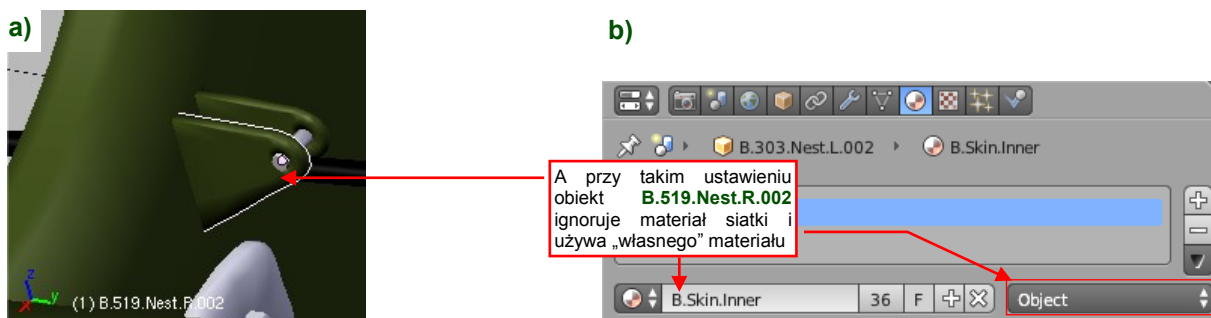 a)
(1) B.519.Nest.R.002
b)
B.303.Nest.L.002 B.Skin.Inner
A przy takim ustawieniu
obiekt B.519.Nest.R.002
ignoruje materiał siatki i
używa „własnego” materiału
B.Skin.Inner 36 F Object